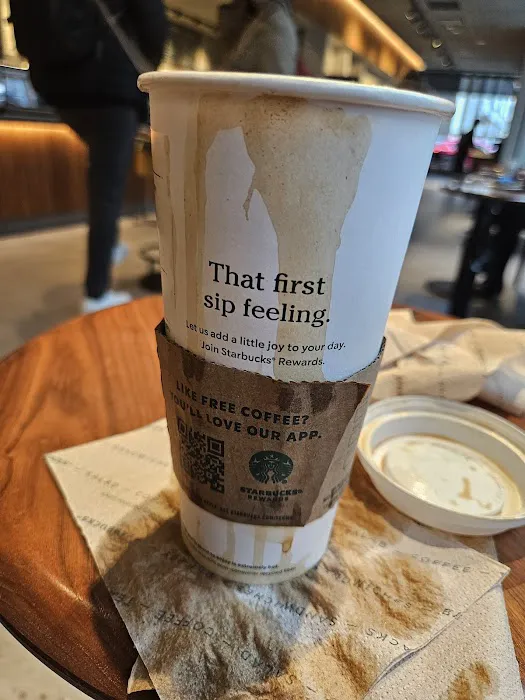 That first
sip feeling.
Let us add a little joy to your day.
Join Starbucks® Rewards.
LIKE FREE COFFEE?
YOU'LL LOVE OUR APP.
STARBUCKS®
REWARDS
COFFEE